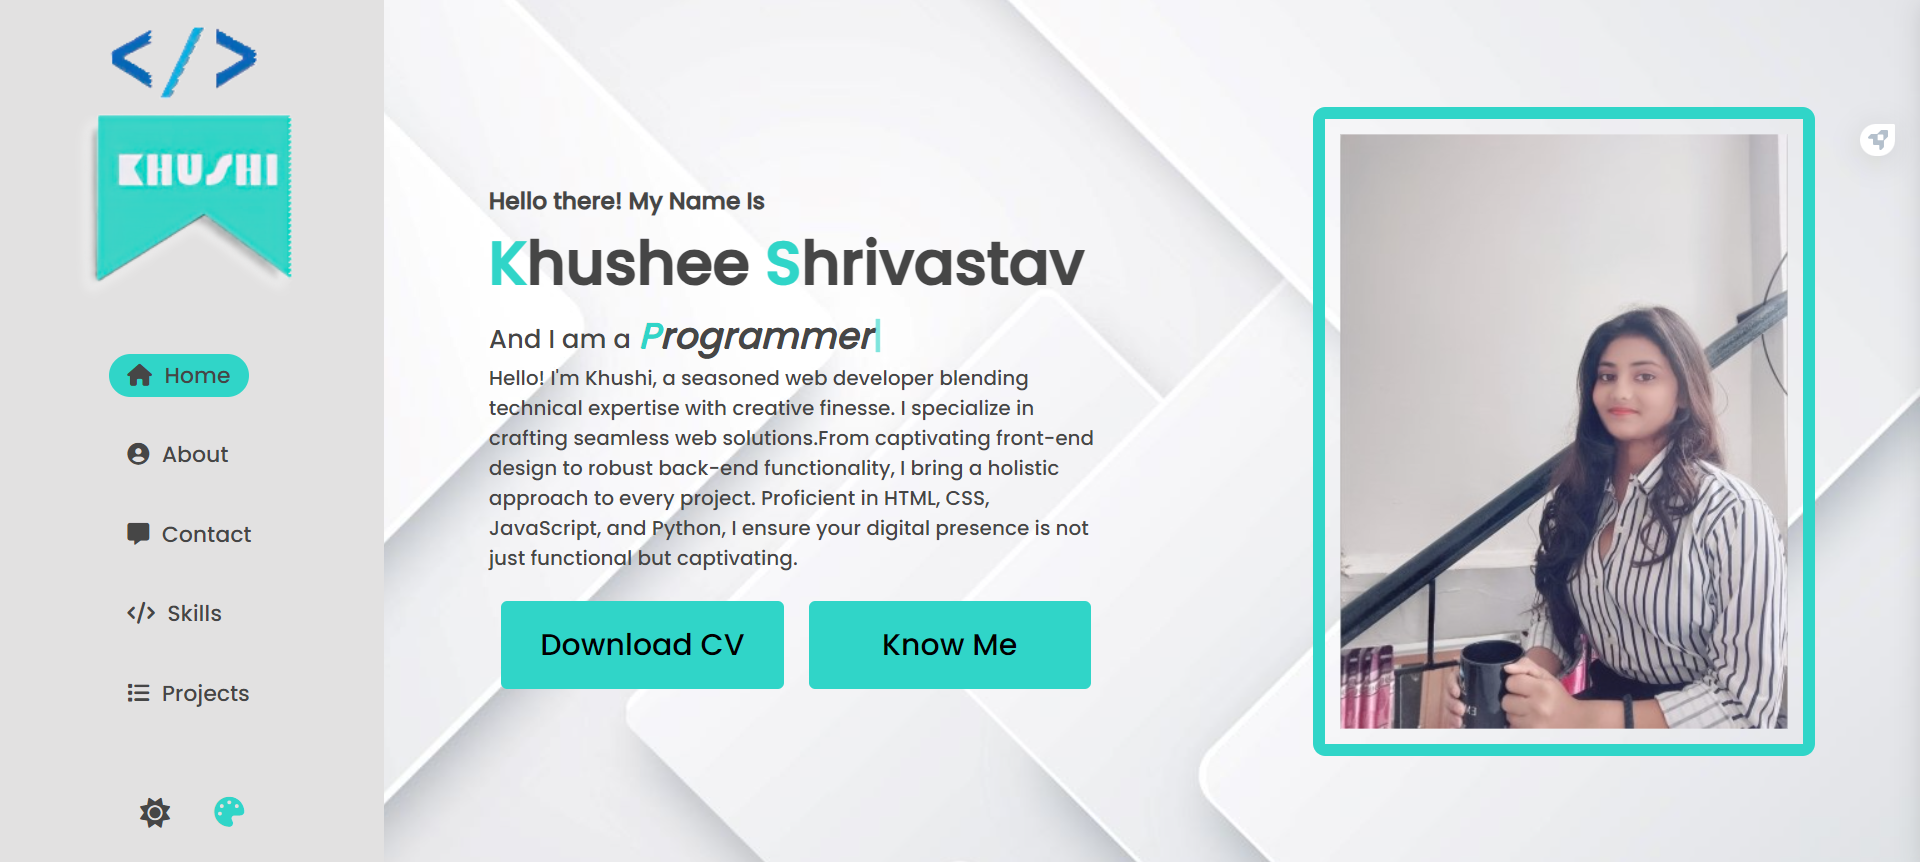 </>
KHUSHI
Home
About
Contact
Skills
Projects
Hello there! My Name Is
Khushee Shrivastav
And I am a Programmer
Hello! I'm Khushi, a seasoned web developer blending
technical expertise with creative finesse. I specialize in
crafting seamless web solutions.From captivating front-end
design to robust back-end functionality, I bring a holistic
approach to every project. Proficient in HTML, CSS,
JavaScript, and Python, I ensure your digital presence is not
just functional but captivating.
Download CV
Know Me